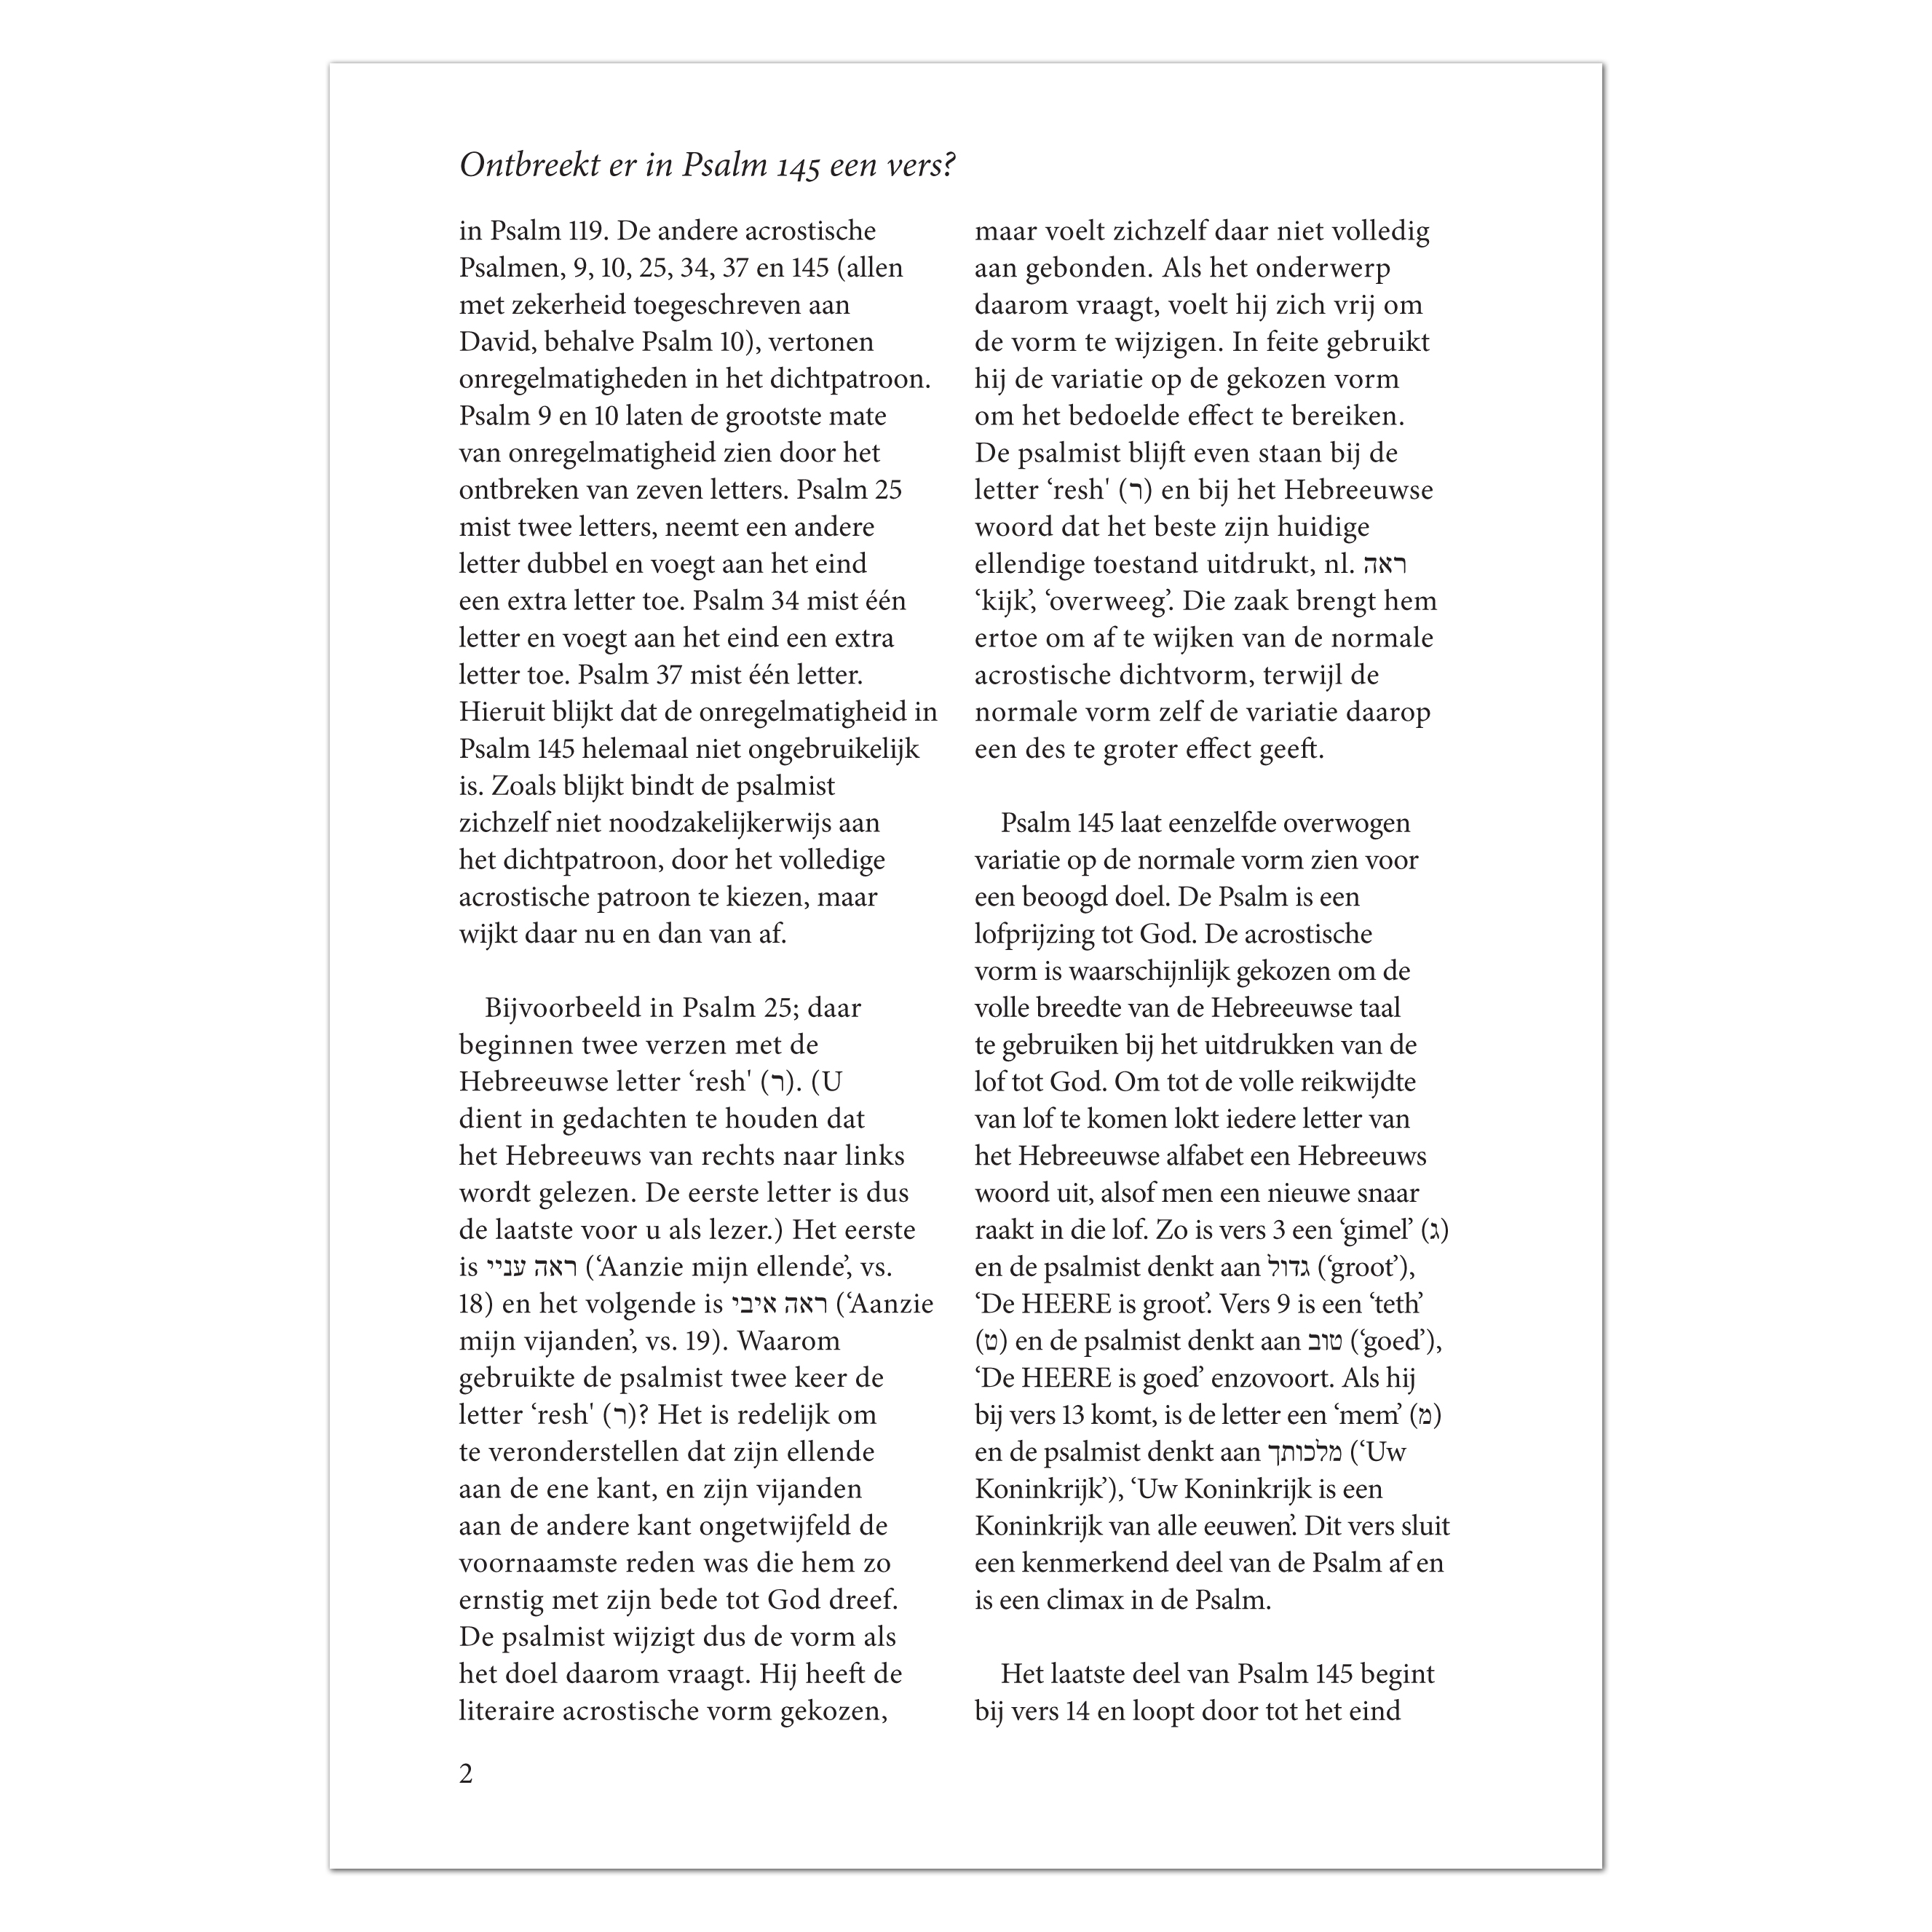 Ontbreekt er in Psalm 145 een vers?
in Psalm 119. De andere acrostische
Psalmen, 9, 10, 25, 34, 37 en 145 (allen
met zekerheid toegeschreven aan
David, behalve Psalm 10), vertonen
onregelmatigheden in het dichtpatroon.
Psalm 9 en 10 laten de grootste mate
van onregelmatigheid zien door het
ontbreken van zeven letters. Psalm 25
mist twee letters, neemt een andere
letter dubbel en voegt aan het eind
een extra letter toe. Psalm 34 mist één
letter en voegt aan het eind een extra
letter toe. Psalm 37 mist één letter.
Hieruit blijkt dat de onregelmatigheid in
Psalm 145 helemaal niet ongebruikelijk
is. Zoals blijkt bindt de psalmist
zichzelf niet noodzakelijkerwijs aan
het dichtpatroon, door het volledige
acrostische patroon te kiezen, maar
wijkt daar nu en dan van af.
Bijvoorbeeld in Psalm 25; daar
beginnen twee verzen met de
Hebreeuwse letter ‘resh' (ר). (U
dient in gedachten te houden dat
het Hebreeuws van rechts naar links
wordt gelezen. De eerste letter is dus
de laatste voor u als lezer.) Het eerste
is ראה עניי (‘Aanzie mijn ellende’, vs.
18) en het volgende is ראה איבי (‘Aanzie
mijn vijanden’, vs. 19). Waarom
gebruikte de psalmist twee keer de
letter ‘resh' (ר)? Het is redelijk om
te veronderstellen dat zijn ellende
aan de ene kant, en zijn vijanden
aan de andere kant ongetwijfeld de
voornaamste reden was die hem zo
ernstig met zijn bede tot God dreef.
De psalmist wijzigt dus de vorm als
het doel daarom vraagt. Hij heeft de
literaire acrostische vorm gekozen,
maar voelt zichzelf daar niet volledig
aan gebonden. Als het onderwerp
daarom vraagt, voelt hij zich vrij om
de vorm te wijzigen. In feite gebruikt
hij de variatie op de gekozen vorm
om het bedoelde effect te bereiken.
De psalmist blijft even staan bij de
letter ‘resh' (ר) en bij het Hebreeuwse
woord dat het beste zijn huidige
ellendige toestand uitdrukt, nl. ראה
‘kijk’, ‘overweeg’. Die zaak brengt hem
ertoe om af te wijken van de normale
acrostische dichtvorm, terwijl de
normale vorm zelf de variatie daarop
een des te groter effect geeft.
Psalm 145 laat eenzelfde overwogen
variatie op de normale vorm zien voor
een beoogd doel. De Psalm is een
lofprijzing tot God. De acrostische
vorm is waarschijnlijk gekozen om de
volle breedte van de Hebreeuwse taal
te gebruiken bij het uitdrukken van de
lof tot God. Om tot de volle reikwijdte
van lof te komen lokt iedere letter van
het Hebreeuwse alfabet een Hebreeuws
woord uit, alsof men een nieuwe snaar
raakt in die lof. Zo is vers 3 een ‘gimel’ (ג)
en de psalmist denkt aan גדול (‘groot’),
‘De HEERE is groot’. Vers 9 is een ‘teth’
(ט) en de psalmist denkt aan טוב (‘goed’),
‘De HEERE is goed’ enzovoort. Als hij
bij vers 13 komt, is de letter een ‘mem’ (מ)
en de psalmist denkt aan מלכותך (‘Uw
Koninkrijk’), ‘Uw Koninkrijk is een
Koninkrijk van alle eeuwen’. Dit vers sluit
een kenmerkend deel van de Psalm af en
is een climax in de Psalm.
Het laatste deel van Psalm 145 begint
bij vers 14 en loopt door tot het eind
2